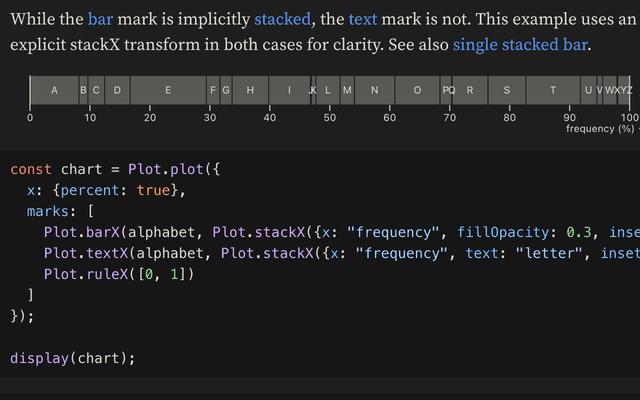 While the bar mark is implicitly stacked, the text mark is not. This example uses an
explicit stackX transform in both cases for clarity. See also single stacked bar.
A B C D E F G H I J K L M N O P Q R S T U V W X Y Z
0 10 20 30 40 50 60 70 80 90 100
frequency (%)
const chart = Plot.plot({
  x: {percent: true},
  marks: [
    Plot.barX(alphabet, Plot.stackX({x: "frequency", fillOpacity: 0.3, inse
    Plot.textX(alphabet, Plot.stackX({x: "frequency", text: "letter", inset
    Plot.ruleX([0, 1])
  ]
});
display(chart);